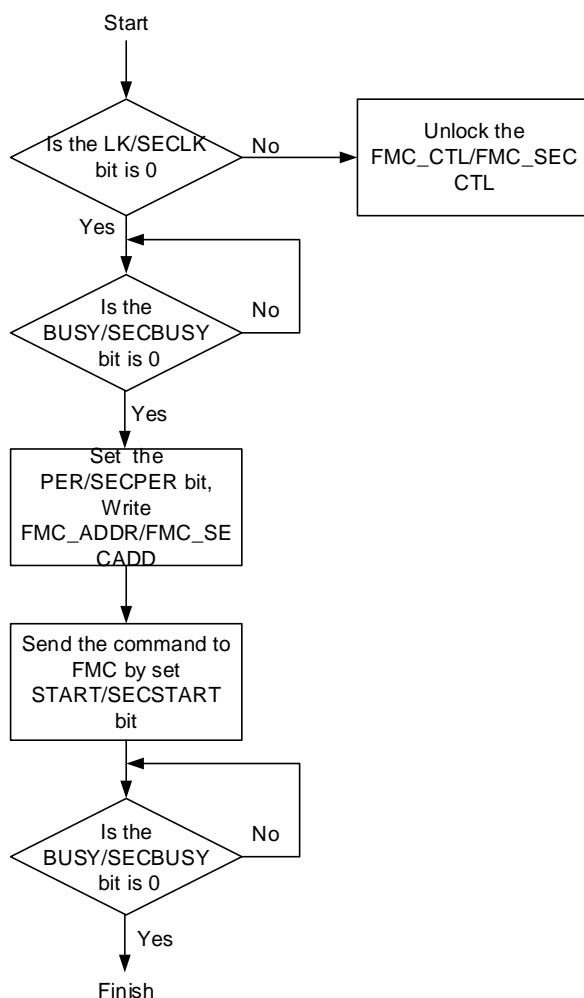 Start
Is the LK/SECLK
bit is 0
No
Unlock the
FMC_CTL/FMC_SEC
CTL
Yes
Is the
BUSY/SECBUSY
bit is 0
No
Yes
Set the
PER/SECPER bit,
Write
FMC_ADDR/FMC_SE
CADD
Send the command to
FMC by set
START/SECSTART
bit
Is the
BUSY/SECBUSY
bit is 0
No
Yes
Finish